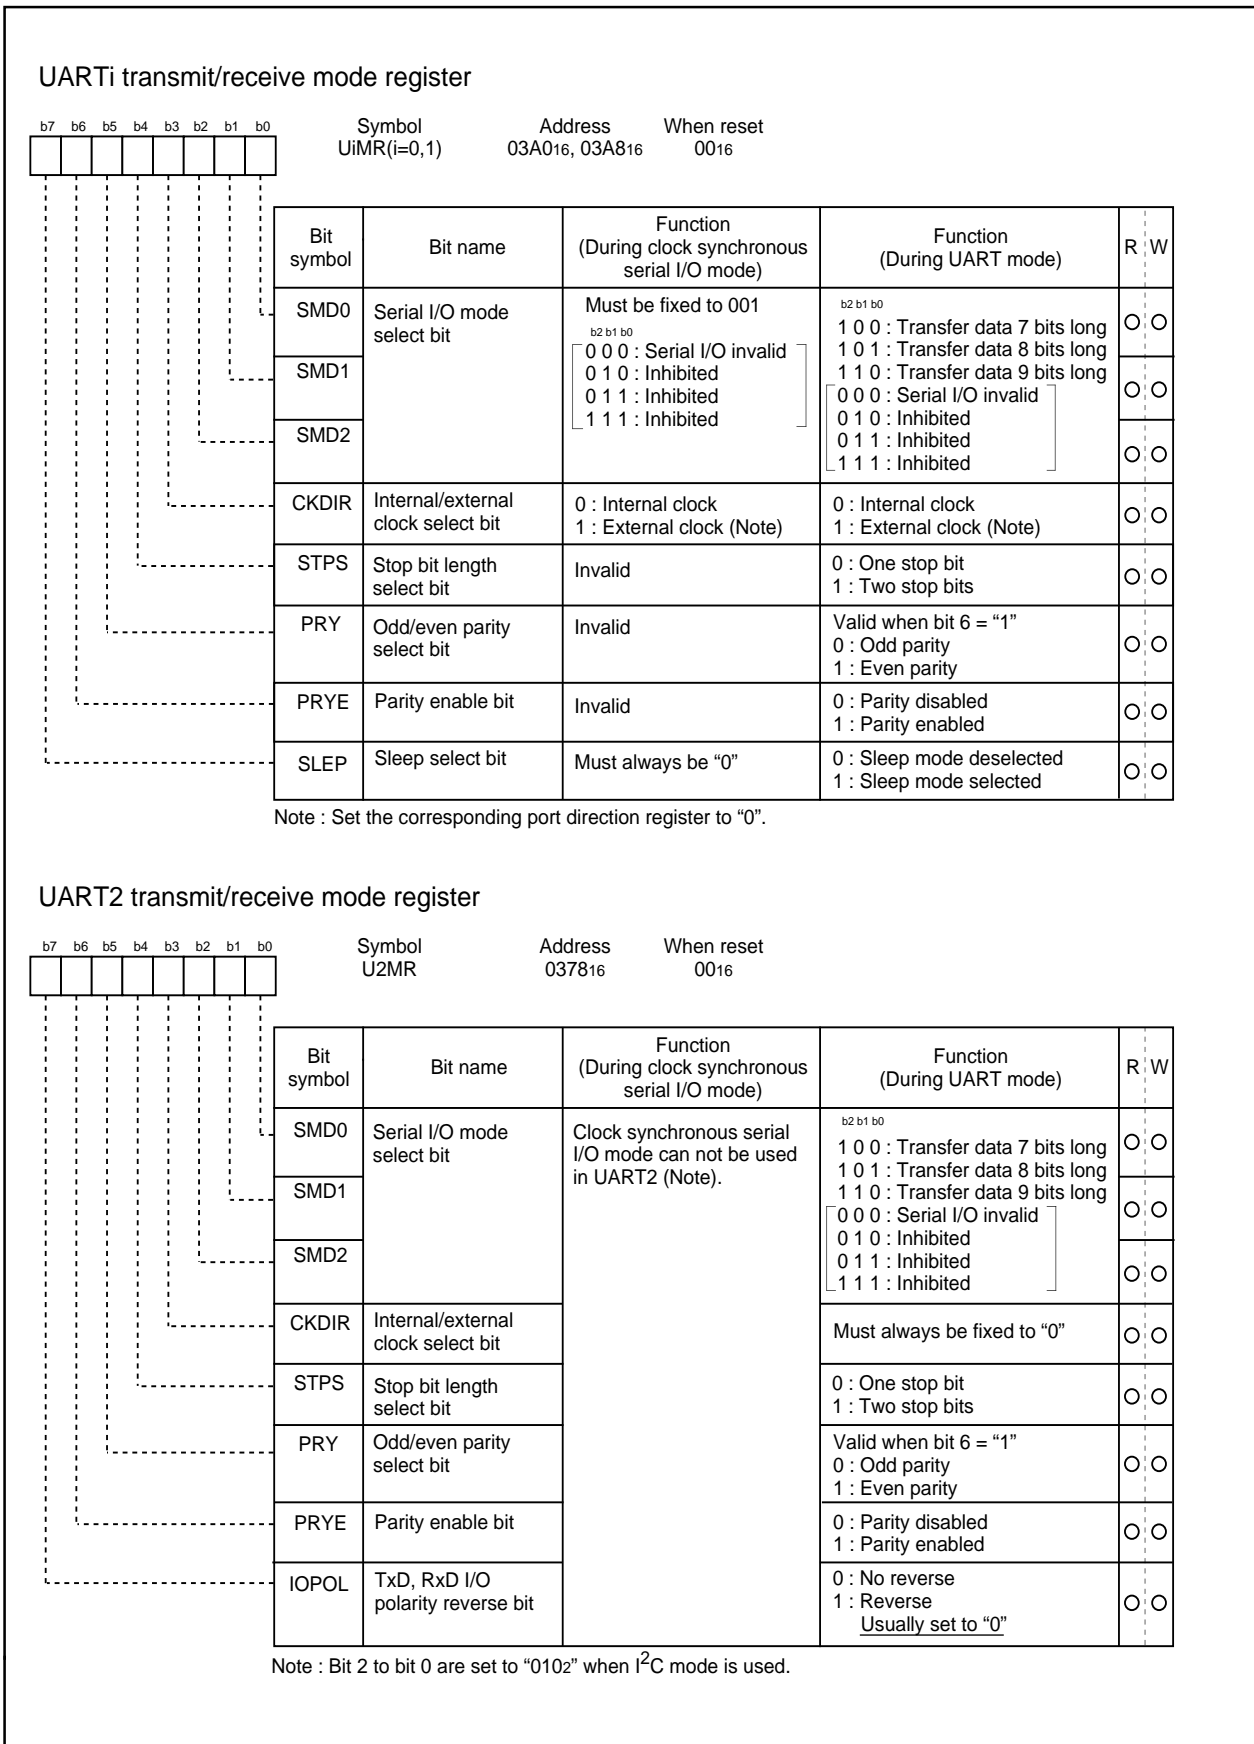 UARTi transmit/receive mode register
b7 b6 b5 b4 b3 b2 b1 b0
Symbol Address When reset
UiMR(i=0,1) 03A016, 03A816 0016
Bit symbol Bit name Function (During clock synchronous serial I/O mode) Function (During UART mode) R W
SMD0 Serial I/O mode select bit
SMD1
SMD2
Must be fixed to 001
b2 b1 b0
0 0 0 : Serial I/O invalid
0 1 0 : Inhibited
0 1 1 : Inhibited
1 1 1 : Inhibited
b2 b1 b0
1 0 0 : Transfer data 7 bits long
1 0 1 : Transfer data 8 bits long
1 1 0 : Transfer data 9 bits long
0 0 0 : Serial I/O invalid
0 1 0 : Inhibited
0 1 1 : Inhibited
1 1 1 : Inhibited
CKDIR Internal/external clock select bit
0 : Internal clock
1 : External clock (Note)
0 : Internal clock
1 : External clock (Note)
STPS Stop bit length select bit
Invalid
0 : One stop bit
1 : Two stop bits
PRY Odd/even parity select bit
Invalid
Valid when bit 6 = “1”
0 : Odd parity
1 : Even parity
PRYE Parity enable bit
Invalid
0 : Parity disabled
1 : Parity enabled
SLEP Sleep select bit
Must always be “0”
0 : Sleep mode deselected
1 : Sleep mode selected
Note : Set the corresponding port direction register to “0”.
UART2 transmit/receive mode register
b7 b6 b5 b4 b3 b2 b1 b0
Symbol Address When reset
U2MR 037816 0016
Bit symbol Bit name Function (During clock synchronous serial I/O mode) Function (During UART mode) R W
SMD0 Serial I/O mode select bit
SMD1
SMD2
Clock synchronous serial
I/O mode can not be used
in UART2 (Note).
b2 b1 b0
1 0 0 : Transfer data 7 bits long
1 0 1 : Transfer data 8 bits long
1 1 0 : Transfer data 9 bits long
0 0 0 : Serial I/O invalid
0 1 0 : Inhibited
0 1 1 : Inhibited
1 1 1 : Inhibited
CKDIR Internal/external clock select bit
Must always be fixed to “0”
STPS Stop bit length select bit
0 : One stop bit
1 : Two stop bits
PRY Odd/even parity select bit
Valid when bit 6 = “1”
0 : Odd parity
1 : Even parity
PRYE Parity enable bit
0 : Parity disabled
1 : Parity enabled
IOPOL TxD, RxD I/O polarity reverse bit
0 : No reverse
1 : Reverse
Usually set to “0”
Note : Bit 2 to bit 0 are set to “0102” when I2C mode is used.